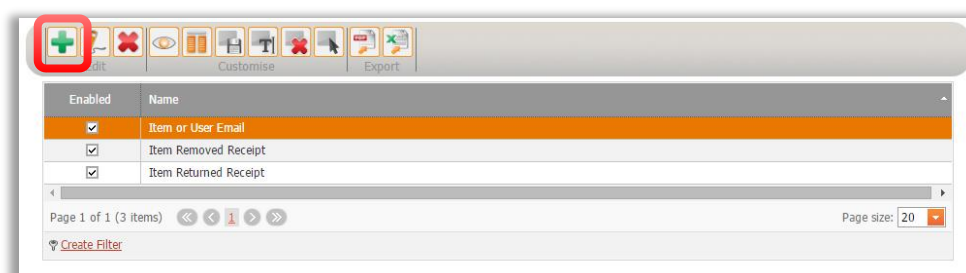 Edit Customise Export
Enabled Name
Item or User Email
Item Removed Receipt
Item Returned Receipt
Page 1 of 1 (3 items) 1 Page size: 20
Create Filter